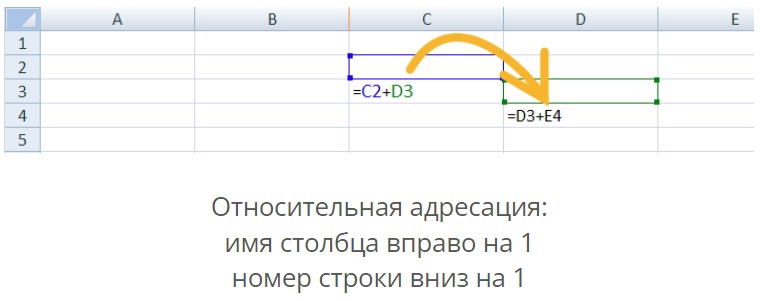 A B C D E
1
2
3 =C2+D3
4 =D3+E4
5
Относительная адресация:
имя столбца вправо на 1
номер строки вниз на 1